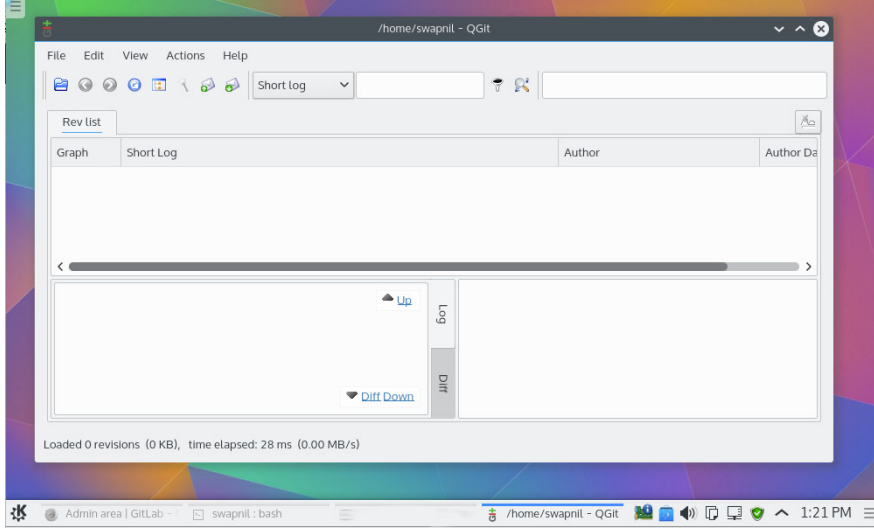 /home/swapnil - QGit
File Edit View Actions Help
Short log
Rev list
Graph Short Log Author Author Da
Up
Log
Diff
Diff Down
Loaded 0 revisions (0 KB), time elapsed: 28 ms (0.00 MB/s)
Admin area | GitLab - swapnil : bash /home/swapnil - QGit 1:21 PM